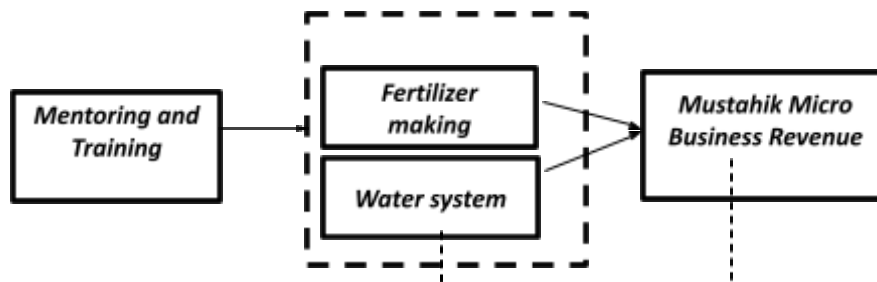 Mentoring and
Training
Fertilizer
making
Water system
Mustahik Micro
Business Revenue